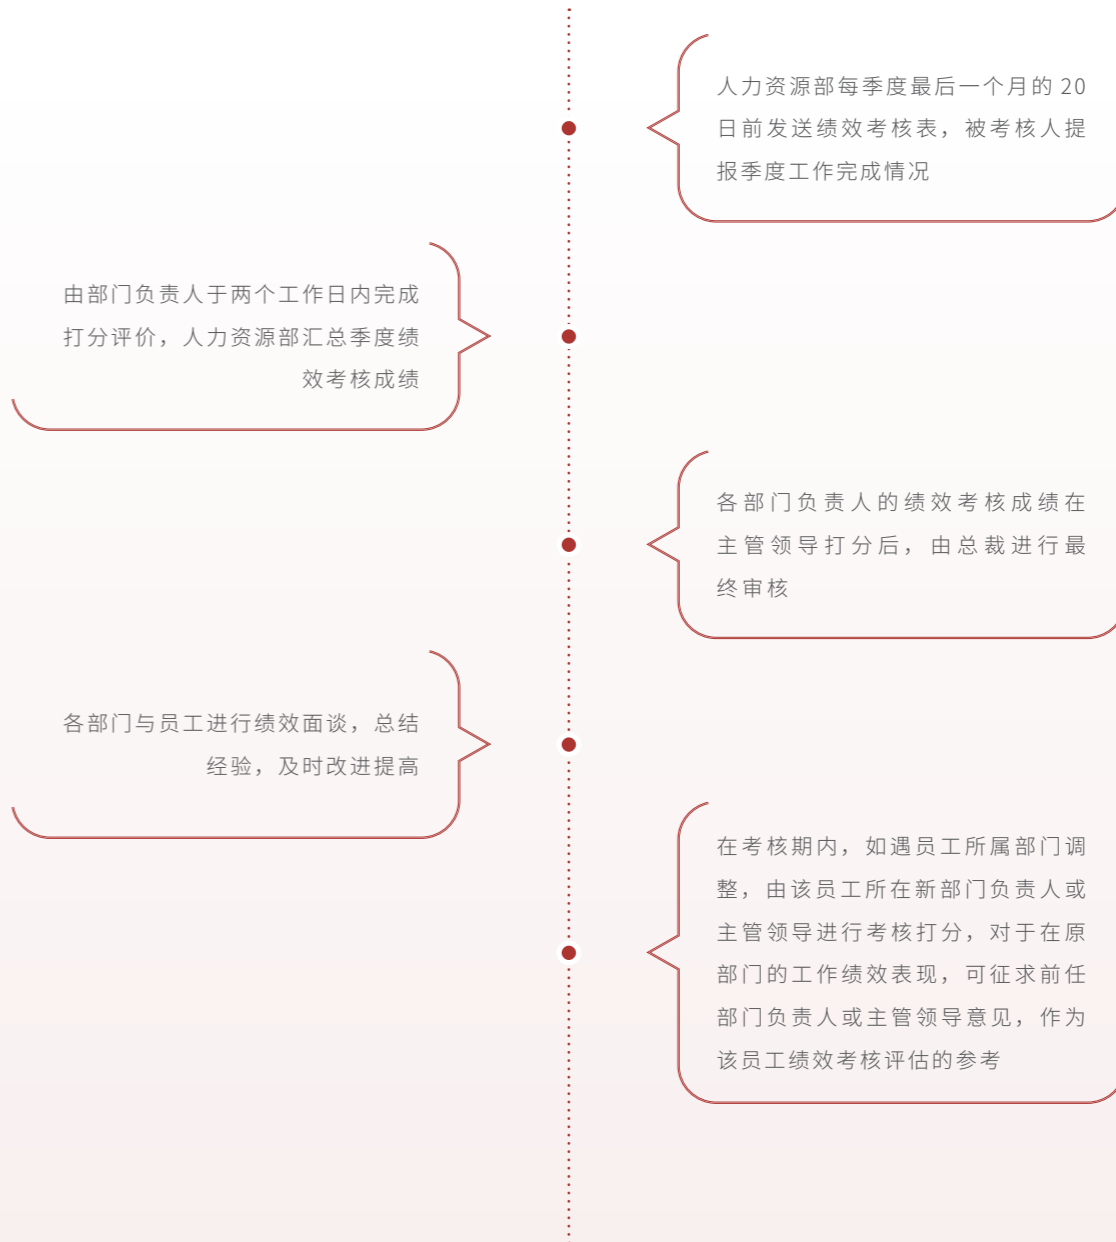 人力资源部每季度最后一个月的 20
日前发送绩效考核表，被考核人提
报季度工作完成情况
由部门负责人于两个工作日内完成
打分评价，人力资源部汇总季度绩
效考核成绩
各部门负责人的绩效考核成绩在
主管领导打分后，由总裁进行最
终审核
各部门与员工进行绩效面谈，总结
经验，及时改进提高
在考核期内，如遇员工所属部门调
整，由该员工所在新部门负责人或
主管领导进行考核打分，对于在原
部门的工作绩效表现，可征求前任
部门负责人或主管领导意见，作为
该员工绩效考核评估的参考